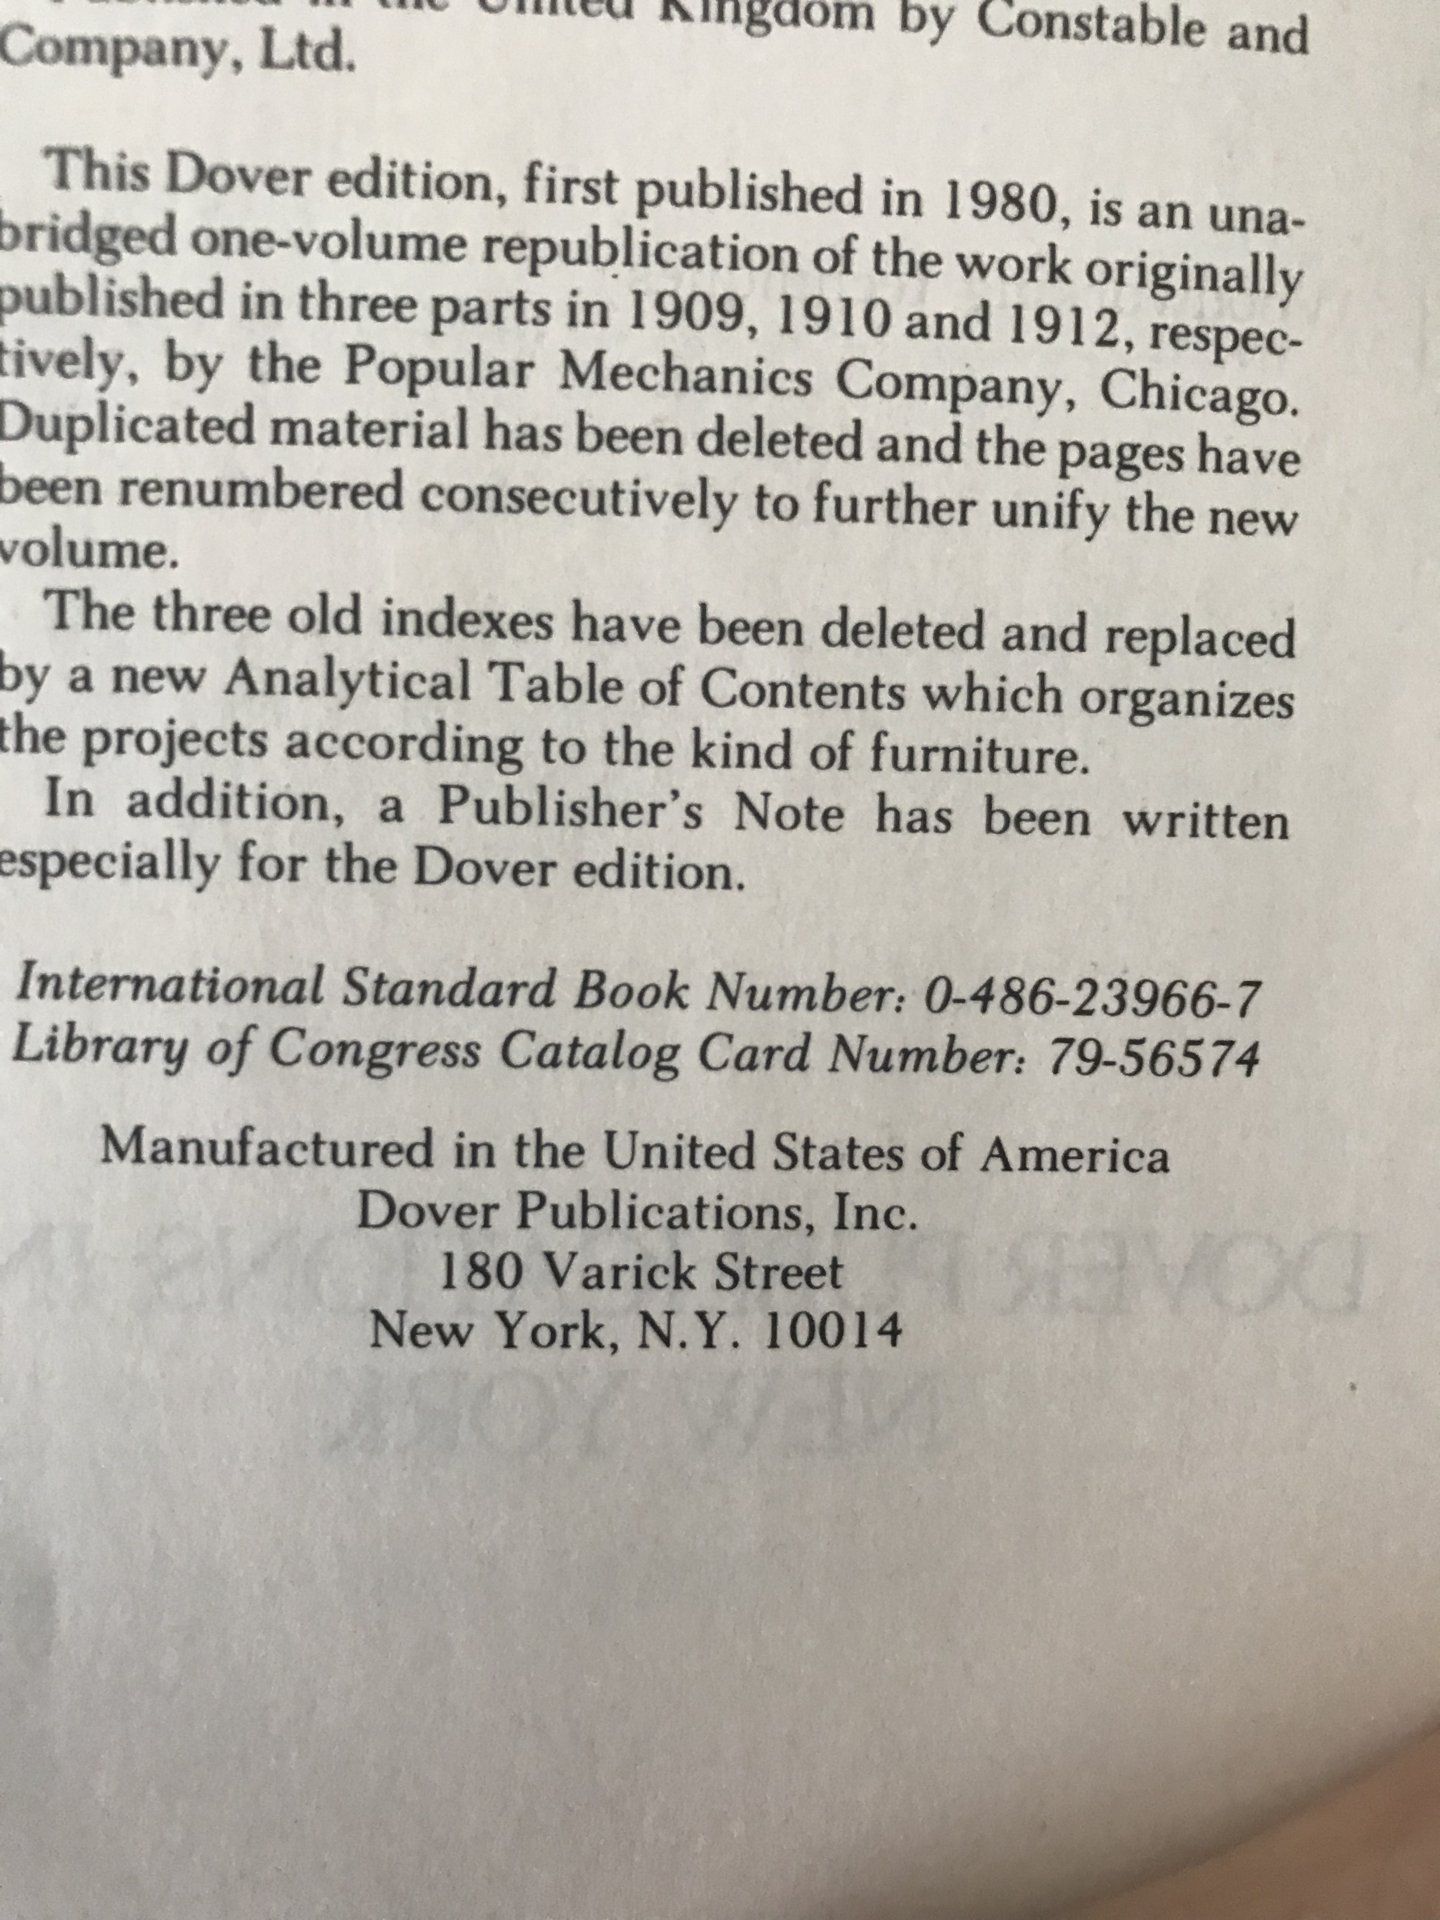 Published in the United Kingdom by Constable and
Company, Ltd.
This Dover edition, first published in 1980, is an una-
bridged one-volume republication of the work originally
published in three parts in 1909, 1910 and 1912, respec-
tively, by the Popular Mechanics Company, Chicago.
Duplicated material has been deleted and the pages have
been renumbered consecutively to further unify the new
volume.
The three old indexes have been deleted and replaced
by a new Analytical Table of Contents which organizes
the projects according to the kind of furniture.
In addition, a Publisher's Note has been written
especially for the Dover edition.
International Standard Book Number: 0-486-23966-7
Library of Congress Catalog Card Number: 79-56574
Manufactured in the United States of America
Dover Publications, Inc.
180 Varick Street
New York, N.Y. 10014